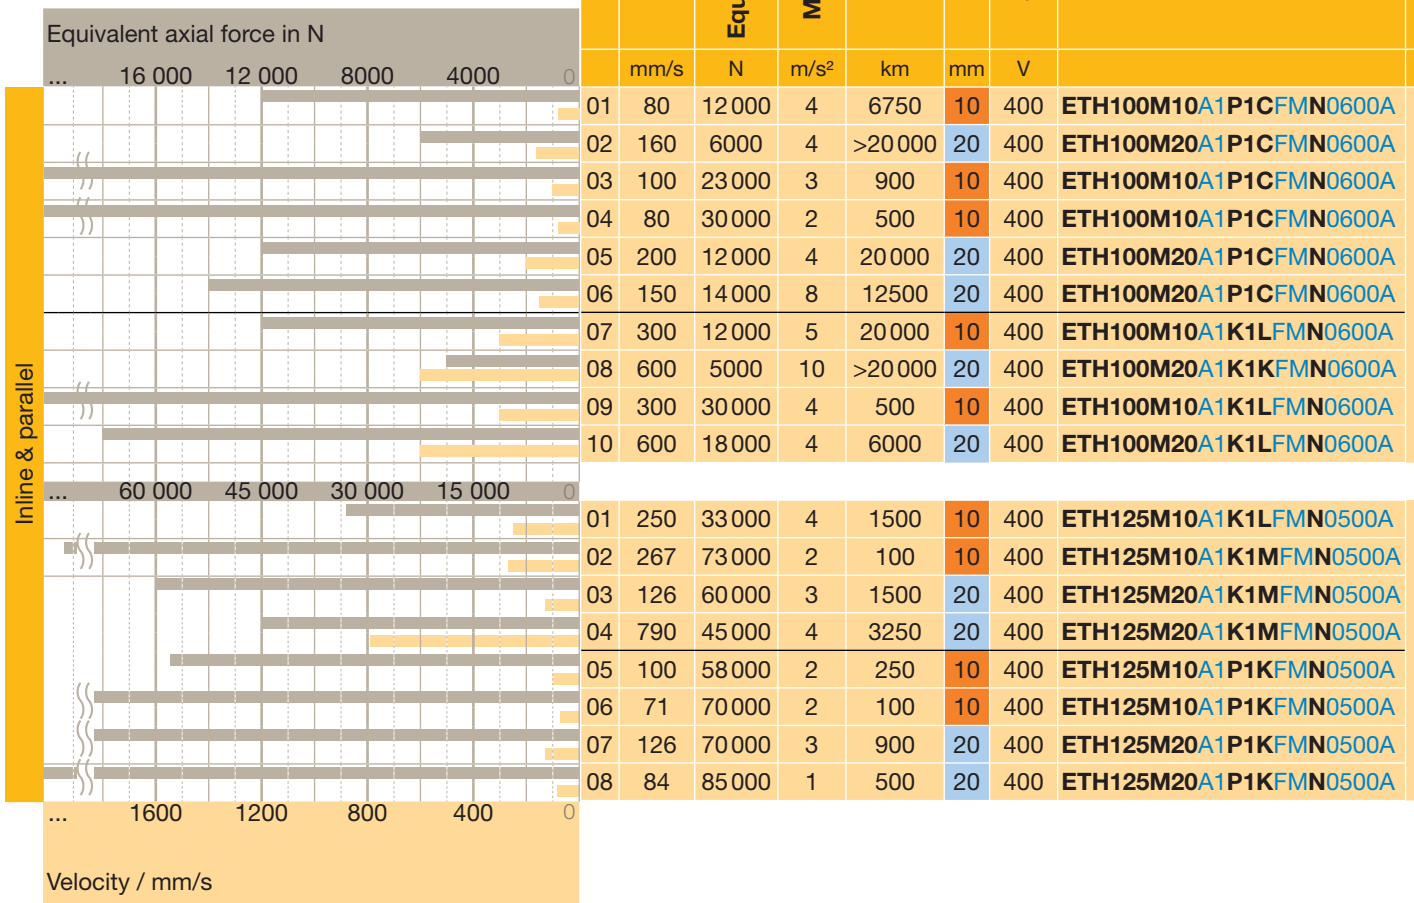 Equ
M
Equivalent axial force in N
... 16 000 12 000 8000 4000 0
mm/s N m/s² km mm V
01 80 12 000 4 6750 10 400 ETH100M10A1P1CFMN0600A
02 160 6000 4 >20 000 20 400 ETH100M20A1P1CFMN0600A
03 100 23 000 3 900 10 400 ETH100M10A1P1CFMN0600A
04 80 30 000 2 500 10 400 ETH100M10A1P1CFMN0600A
05 200 12 000 4 20 000 20 400 ETH100M20A1P1CFMN0600A
06 150 14 000 8 12500 20 400 ETH100M20A1P1CFMN0600A
07 300 12 000 5 20 000 10 400 ETH100M10A1K1LFMN0600A
08 600 5000 10 >20 000 20 400 ETH100M20A1K1KFMN0600A
09 300 30 000 4 500 10 400 ETH100M10A1K1LFMN0600A
10 600 18 000 4 6000 20 400 ETH100M20A1K1LFMN0600A
Inline & parallel
... 60 000 45 000 30 000 15 000 0
01 250 33 000 4 1500 10 400 ETH125M10A1K1LFMN0500A
02 267 73 000 2 100 10 400 ETH125M10A1K1MFMN0500A
03 126 60 000 3 1500 20 400 ETH125M20A1K1MFMN0500A
04 790 45 000 4 3250 20 400 ETH125M20A1K1MFMN0500A
05 100 58 000 2 250 10 400 ETH125M10A1P1KFMN0500A
06 71 70 000 2 100 10 400 ETH125M10A1P1KFMN0500A
07 126 70 000 3 900 20 400 ETH125M20A1P1KFMN0500A
08 84 85 000 1 500 20 400 ETH125M20A1P1KFMN0500A
... 1600 1200 800 400 0
Velocity / mm/s